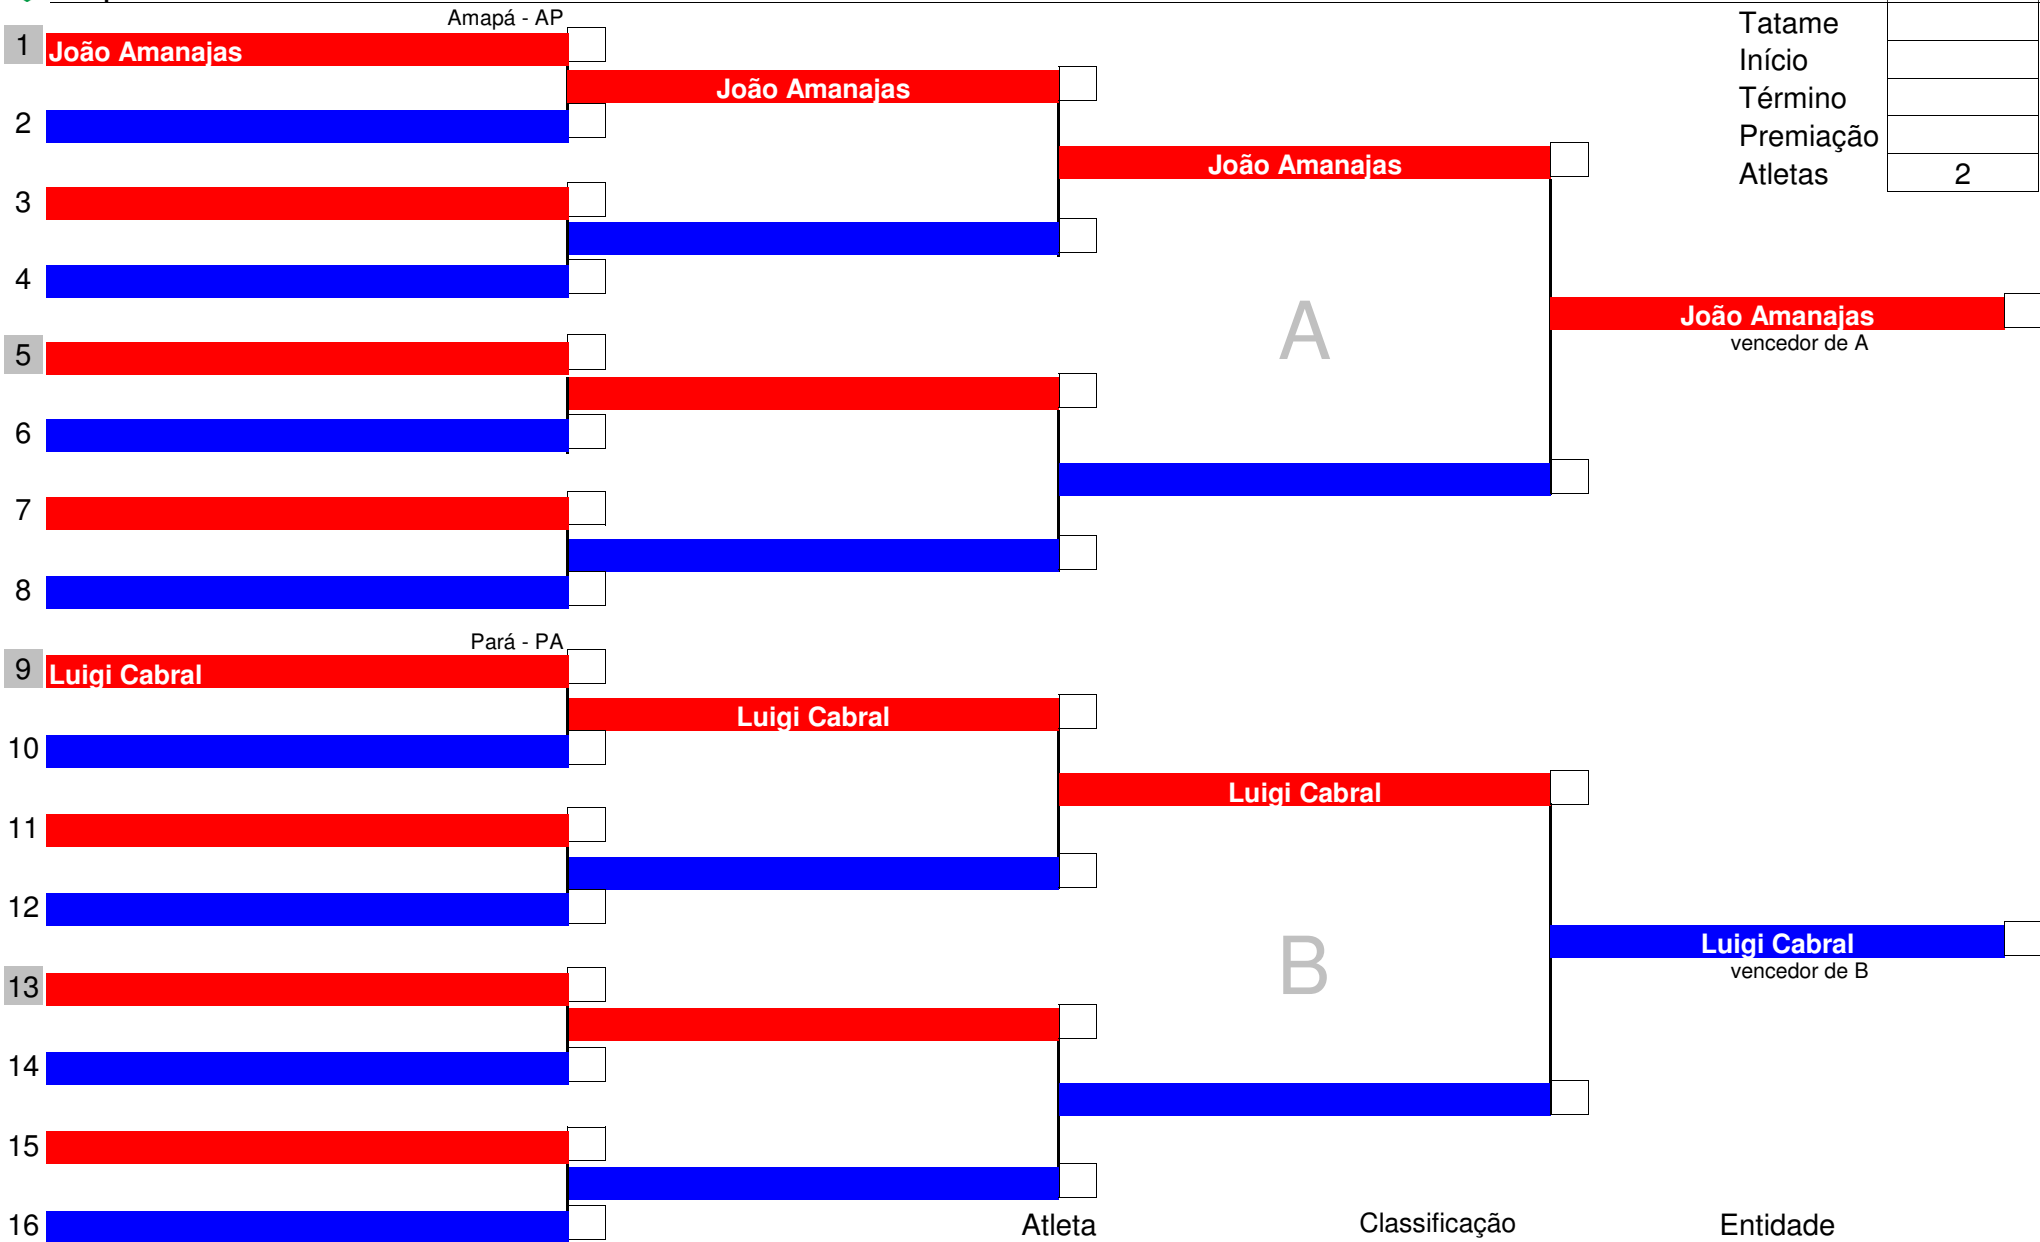 Amapá - AP
Tatame
1
João Amanajas
Início
João Amanajas
Término
2
Premiação
João Amanajas
Atletas 2
3
4
A
João Amanajas
vencedor de A
5
6
7
8
Pará - PA
9
Luigi Cabral
Luigi Cabral
10
Luigi Cabral
11
12
B
Luigi Cabral
vencedor de B
13
14
15
16
Atleta Classificação Entidade